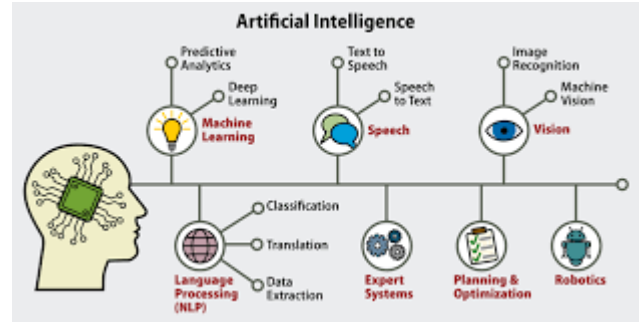 Artificial Intelligence
Predictive
Analytics
Deep
Learning
Machine
Learning
Text to
Speech
Speech
to Text
Speech
Image
Recognition
Machine
Vision
Vision
Classification
Translation
Data
Extraction
Language
Processing
(NLP)
Expert
Systems
Planning &
Optimization
Robotics